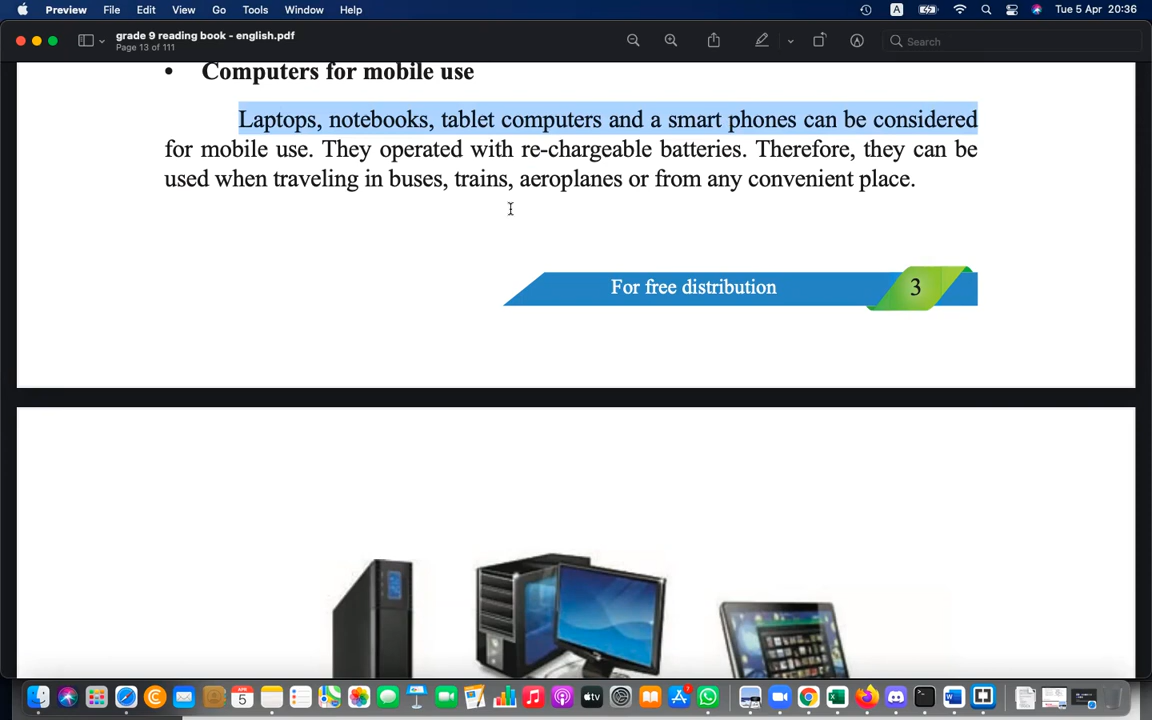 Preview File Edit View Go Tools Window Help A Tue 5 Apr 20:36
grade 9 reading book - english.pdf
Page 13 of 111
Search
• Computers for mobile use
Laptops, notebooks, tablet computers and a smart phones can be considered
for mobile use. They operated with re-chargeable batteries. Therefore, they can be
used when traveling in buses, trains, aeroplanes or from any convenient place.
For free distribution 3
APR
5
tv
W